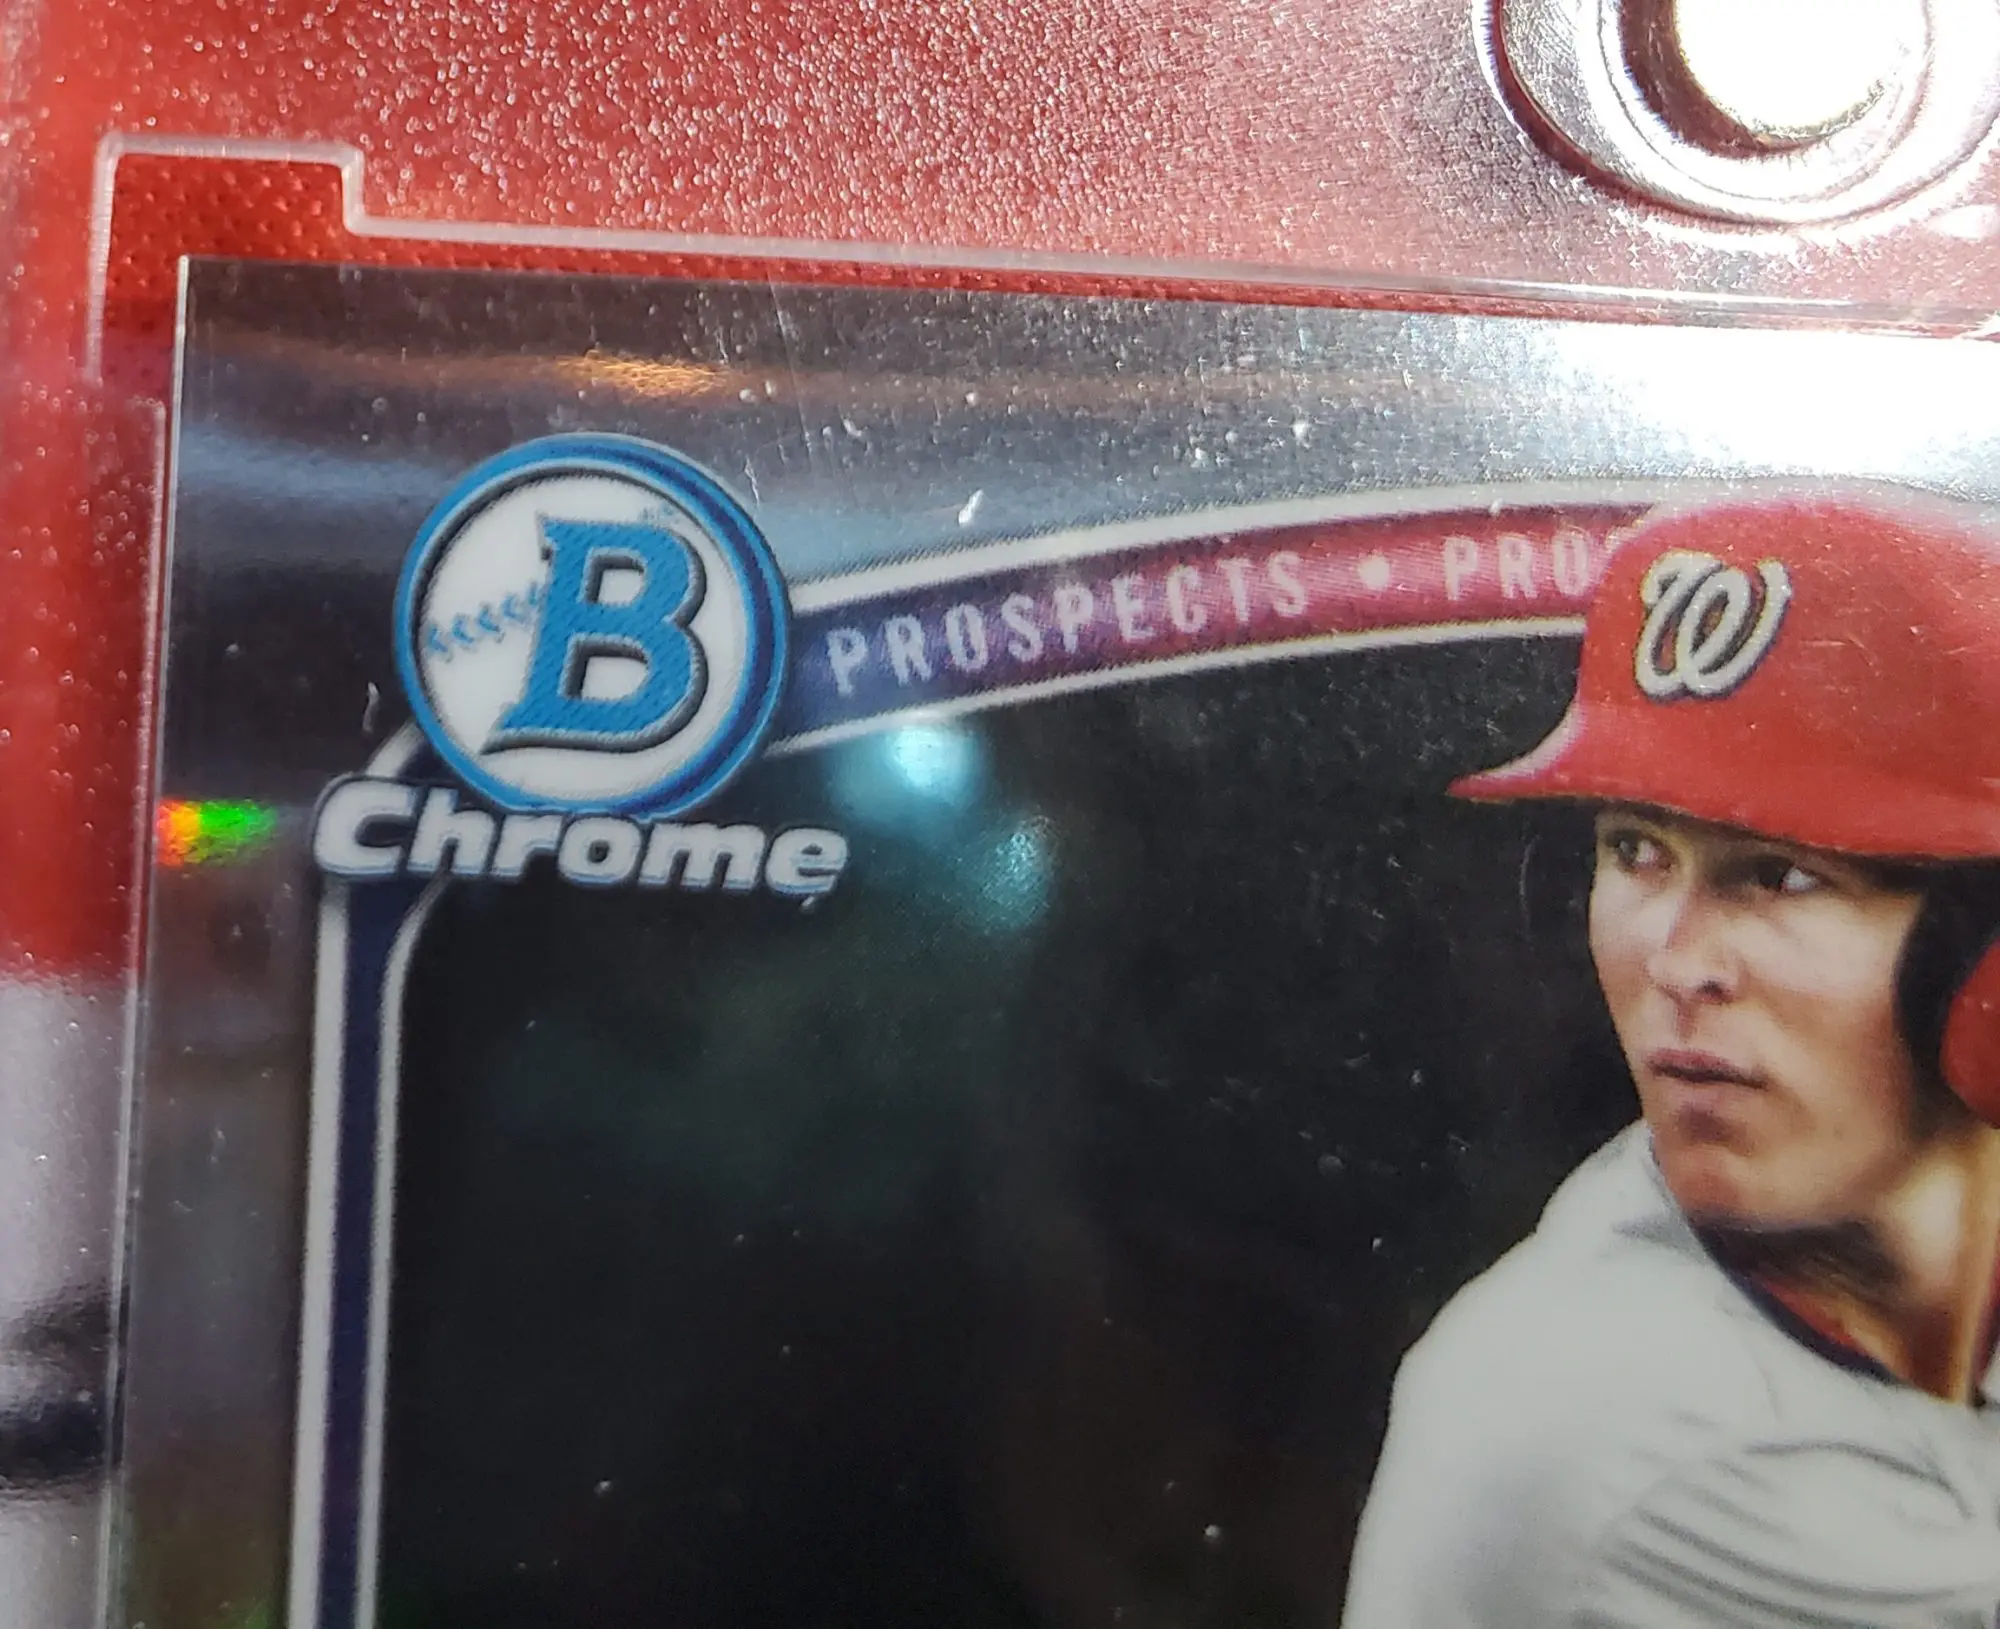 B
PROSPECTS • PRO
Chrome
W